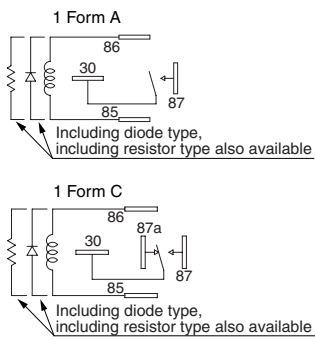 1 Form A
86
30
87
85
Including diode type,
including resistor type also available
1 Form C
86
87a
30
87
85
Including diode type,
including resistor type also available